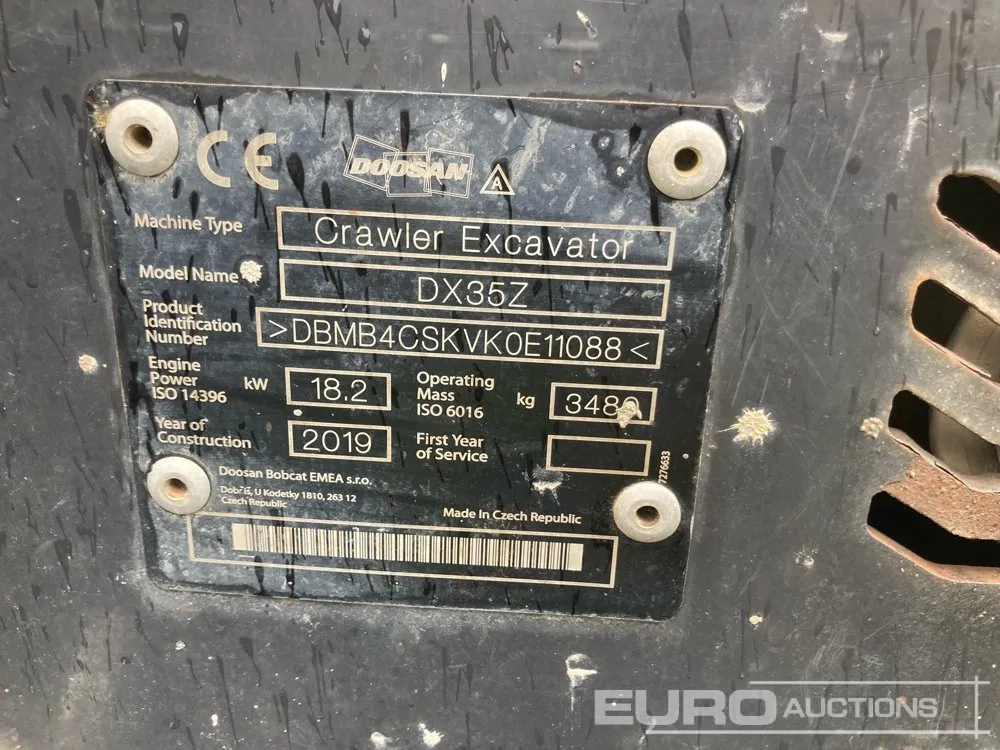 CE DOOSAN A
Machine Type Crawler Excavator
Model Name DX35Z
Product
Identification
Number >DBMB4CSKVK0E11088<
Engine
Power kW 18.2
ISO 14396
Operating
Mass kg
ISO 6016
Year of
Construction 2019
First Year
of Service
Doosan Bobcat EMEA s.r.o.
Dobříš, U Kodetky 1810, 263 12
Czech Republic
Made In Czech Republic
7276633
EURO AUCTIONS